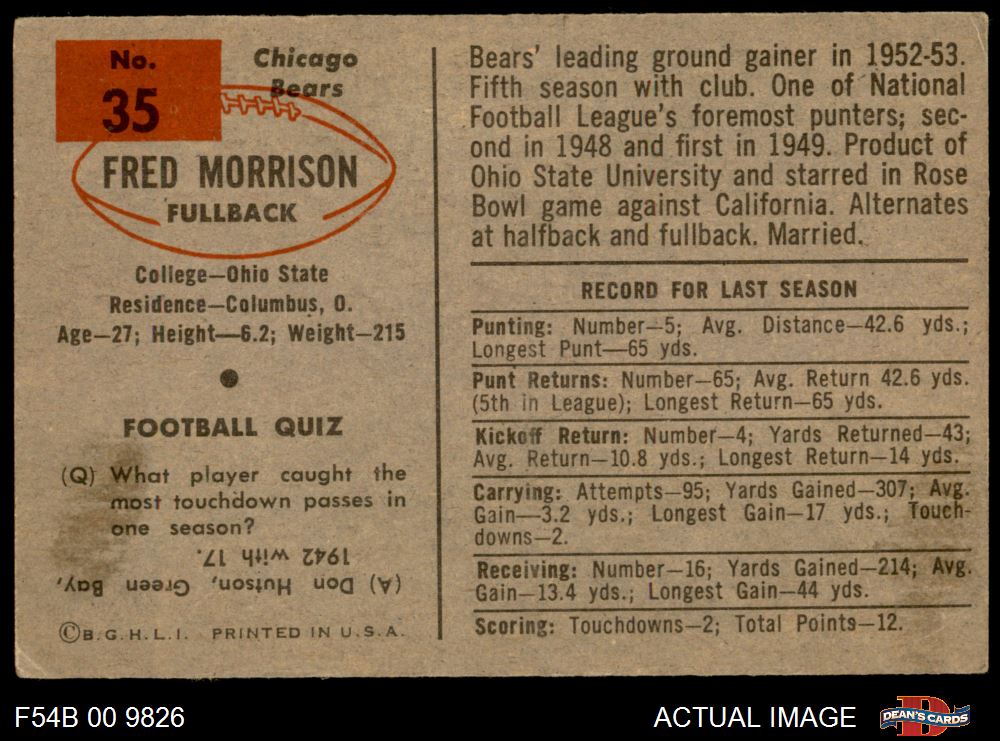 No.
35
Chicago
Bears
FRED MORRISON
FULLBACK
College—Ohio State
Residence—Columbus, O.
Age—27; Height—6.2; Weight—215
FOOTBALL QUIZ
(Q) What player caught the
most touchdown passes in
one season?
(A) Don Hutson, Green Bay,
1942 with 17.
©B.G.H.L.I. PRINTED IN U.S.A.
Bears' leading ground gainer in 1952-53.
Fifth season with club. One of National
Football League's foremost punters; sec-
ond in 1948 and first in 1949. Product of
Ohio State University and starred in Rose
Bowl game against California. Alternates
at halfback and fullback. Married.
RECORD FOR LAST SEASON
Punting: Number—5; Avg. Distance—42.6 yds.;
Longest Punt—65 yds.
Punt Returns: Number—65; Avg. Return 42.6 yds.
(5th in League); Longest Return—65 yds.
Kickoff Return: Number—4; Yards Returned—43;
Avg. Return—10.8 yds.; Longest Return—14 yds.
Carrying: Attempts—95; Yards Gained—307; Avg.
Gain—3.2 yds.; Longest Gain—17 yds.; Touch-
downs—2.
Receiving: Number—16; Yards Gained—214; Avg.
Gain—13.4 yds.; Longest Gain—44 yds.
Scoring: Touchdowns—2; Total Points—12.
F54B 00 9826
ACTUAL IMAGE
DEAN'S CARDS